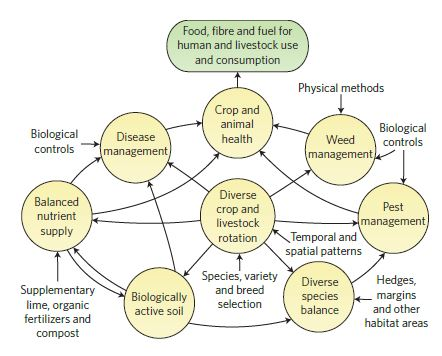 Food, fibre and fuel for
human and livestock use
and consumption
Physical methods
Crop and
animal
health
Biological
controls
Disease
management
Weed
management
Biological
controls
Balanced
nutrient
supply
Diverse
crop and
livestock
rotation
Pest
management
Temporal and
spatial patterns
Supplementary
lime, organic
fertilizers and
compost
Biologically
active soil
Species, variety
and breed
selection
Diverse
species
balance
Hedges,
margins
and other
habitat areas